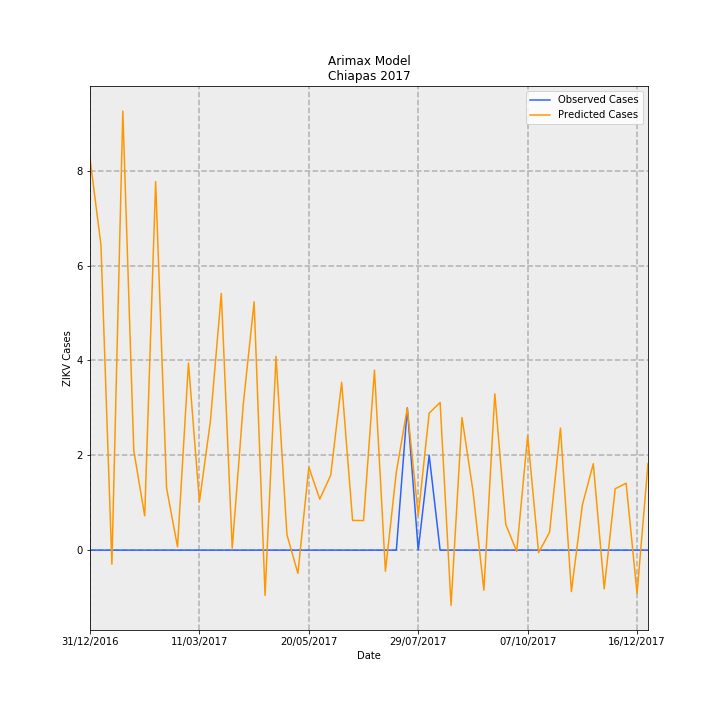 Arimax Model
Chiapas 2017
Observed Cases
Predicted Cases
8
6
4
2
0
ZIKV Cases
31/12/2016
11/03/2017
20/05/2017
29/07/2017
07/10/2017
16/12/2017
Date